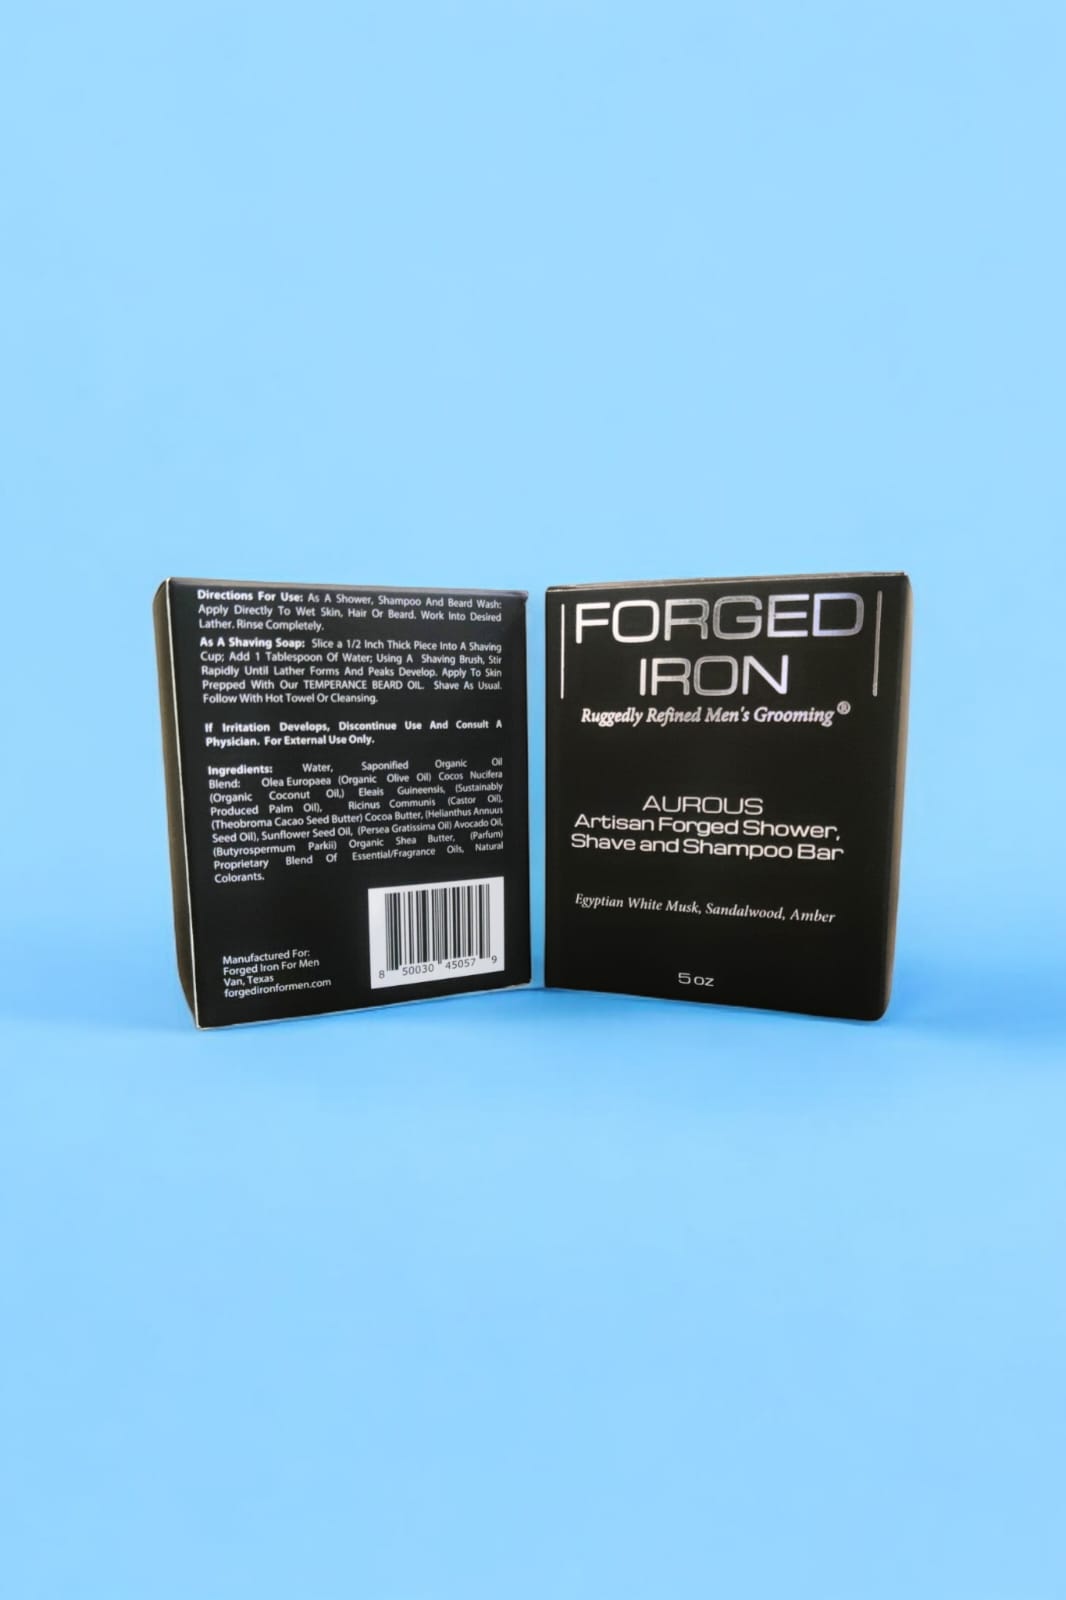 Directions For Use: As A Shower, Shampoo And Beard Wash:
Apply Directly To Wet Skin, Hair Or Beard. Work Into Desired
Lather. Rinse Completely.
As A Shaving Soap: Slice a 1/2 Inch Thick Piece Into A Shaving
Cup; Add 1 Tablespoon Of Water; Using A Shaving Brush, Stir
Rapidly Until Lather Forms And Peaks Develop. Apply To Skin
Prepped With Our TEMPERANCE BEARD OIL. Shave As Usual.
Follow With Hot Towel Or Cleansing.
If Irritation Develops, Discontinue Use And Consult A
Physician. For External Use Only.
Ingredients: Water, Saponified Organic Oil
Blend: Olea Europaea (Organic Olive Oil) Cocos Nucifera
(Organic Coconut Oil,) Eleais Guineensis, (Sustainably
Produced Palm Oil), Ricinus Communis (Castor Oil),
(Theobroma Cacao Seed Butter) Cocoa Butter, (Helianthus Annuus
Seed Oil), Sunflower Seed Oil, (Persea Gratissima Oil) Avocado Oil,
(Butyrospermum Parkii) Organic Shea Butter, (Parfum)
Proprietary Blend Of Essential/Fragrance Oils, Natural
Colorants.
Manufactured For:
Forged Iron For Men
Van, Texas
forgedironformen.com
8 50030 45057 9
FORGED
IRON
Ruggedly Refined Men's Grooming®
AUROUS
Artisan Forged Shower,
Shave and Shampoo Bar
Egyptian White Musk, Sandalwood, Amber
5 oz